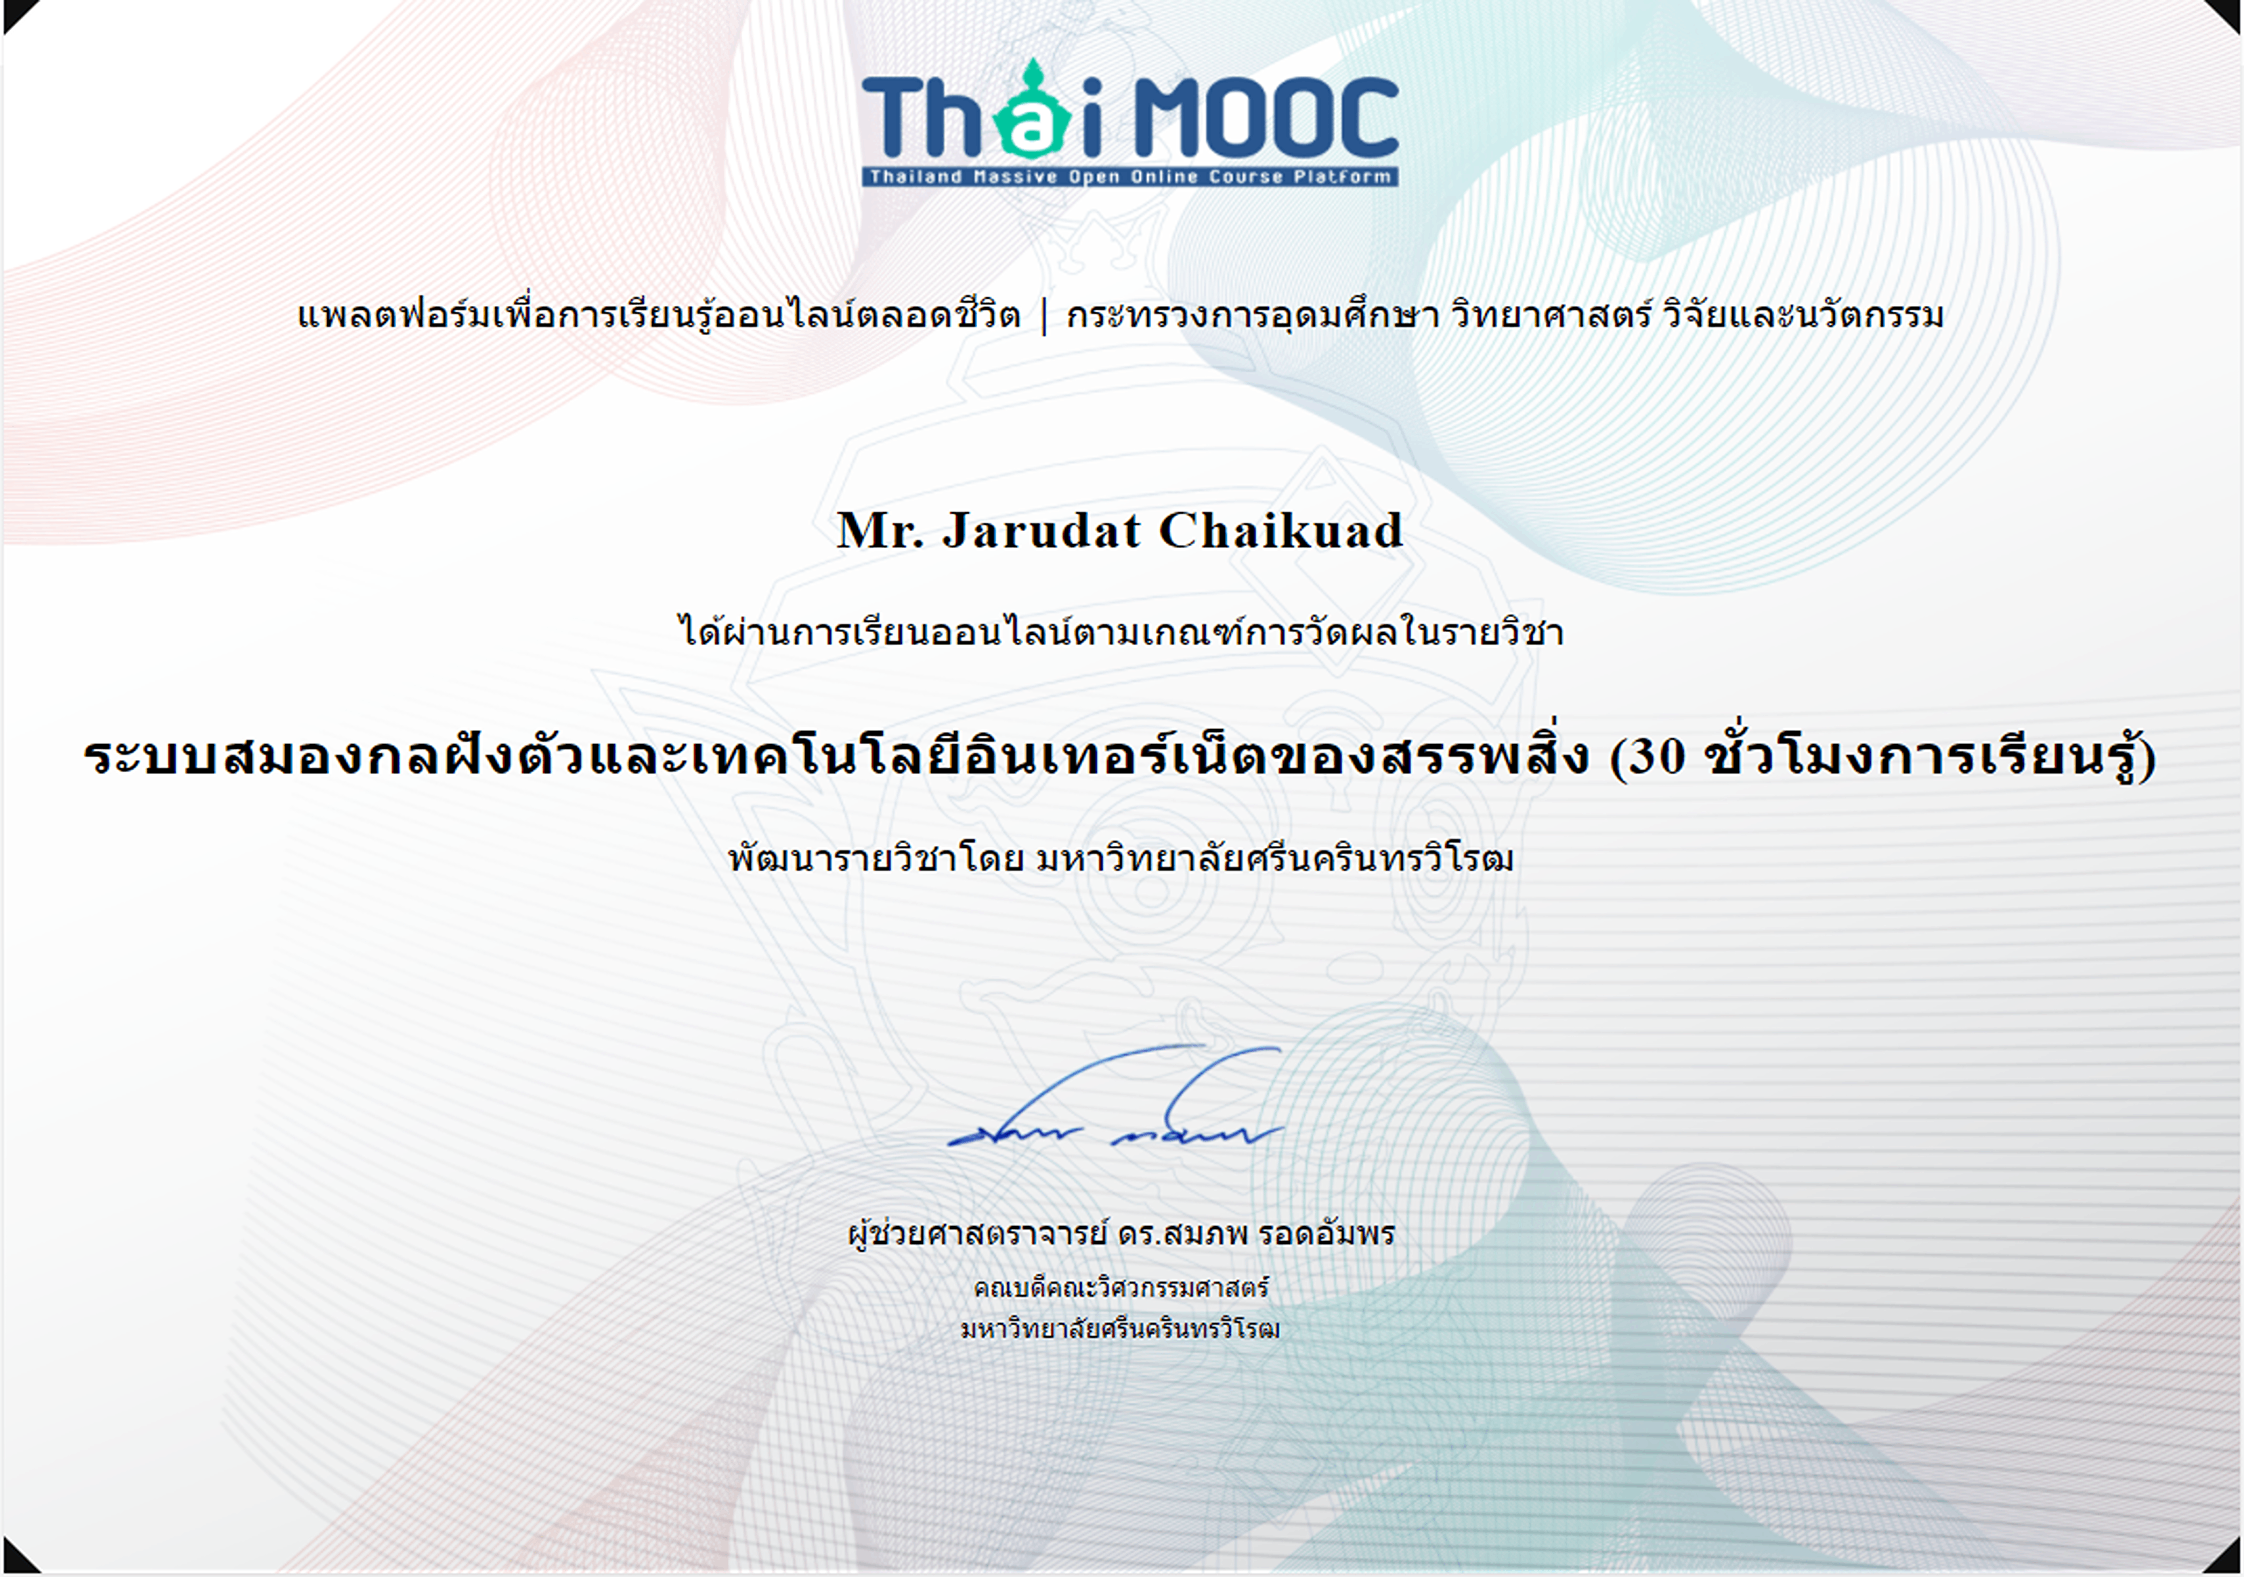 Thai MOOC
Thailand Massive Open Online Course Platform
แพลตฟอร์มเพื่อการเรียนรู้ออนไลน์ตลอดชีวิต | กระทรวงการอุดมศึกษา วิทยาศาสตร์ วิจัยและนวัตกรรม
Mr. Jarudat Chaikuad
ได้ผ่านการเรียนออนไลน์ตามเกณฑ์การวัดผลในรายวิชา
ระบบสมองกลฝังตัวและเทคโนโลยีอินเทอร์เน็ตของสรรพสิ่ง (30 ชั่วโมงการเรียนรู้)
พัฒนารายวิชาโดย มหาวิทยาลัยศรีนครินทรวิโรฒ
ผู้ช่วยศาสตราจารย์ ดร.สมภพ รอดอัมพร
คณบดีคณะวิศวกรรมศาสตร์
มหาวิทยาลัยศรีนครินทรวิโรฒ